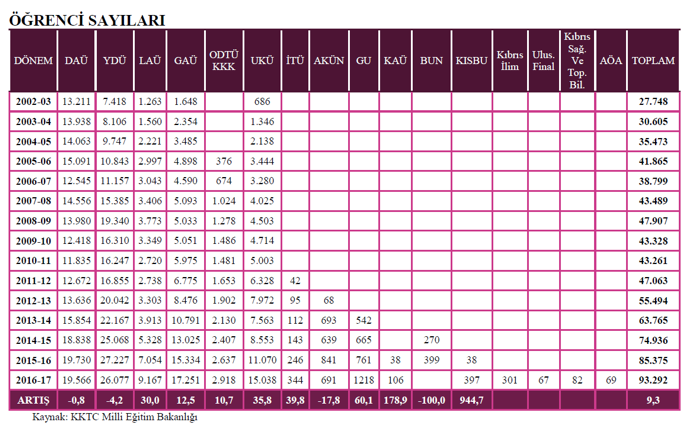 ÖĞRENCİ SAYILARI
DÖNEM DAÜ YDÜ LAÜ GAÜ ODTÜ KKK UKÜ İTÜ AKÜN GU KAÜ BUN KISBU Kıbrıs İlim Ulus. Final Kıbrıs Sağ. Ve Top. Bil. AÖA TOPLAM
2002-03 13.211 7.418 1.263 1.648 686 27.748
2003-04 13.938 8.106 1.560 2.354 1.346 30.605
2004-05 14.063 9.747 2.221 3.485 2.138 35.473
2005-06 15.091 10.843 2.997 4.898 376 3.444 41.865
2006-07 12.545 11.157 3.043 4.590 674 3.280 38.799
2007-08 14.556 15.385 3.406 5.093 1.024 4.025 43.489
2008-09 13.980 19.340 3.773 5.033 1.278 4.503 47.907
2009-10 12.418 16.310 3.349 5.051 1.486 4.714 43.328
2010-11 11.835 16.247 2.720 5.975 1.481 5.003 43.261
2011-12 12.672 16.855 2.738 6.775 1.653 6.328 42 47.063
2012-13 13.636 20.042 3.303 8.476 1.902 7.972 95 68 55.494
2013-14 15.854 22.167 3.913 10.791 2.130 7.563 112 693 542 63.765
2014-15 18.838 25.068 5.328 13.025 2.407 8.553 143 639 665 270 74.936
2015-16 19.730 27.227 7.054 15.334 2.637 11.070 246 841 761 38 399 38 85.375
2016-17 19.566 26.077 9.167 17.251 2.918 15.038 344 691 1218 106 397 301 67 82 69 93.292
ARTIŞ -0,8 -4,2 30,0 12,5 10,7 35,8 39,8 -17,8 60,1 178,9 -100,0 944,7 9,3
Kaynak: KKTC Milli Eğitim Bakanlığı